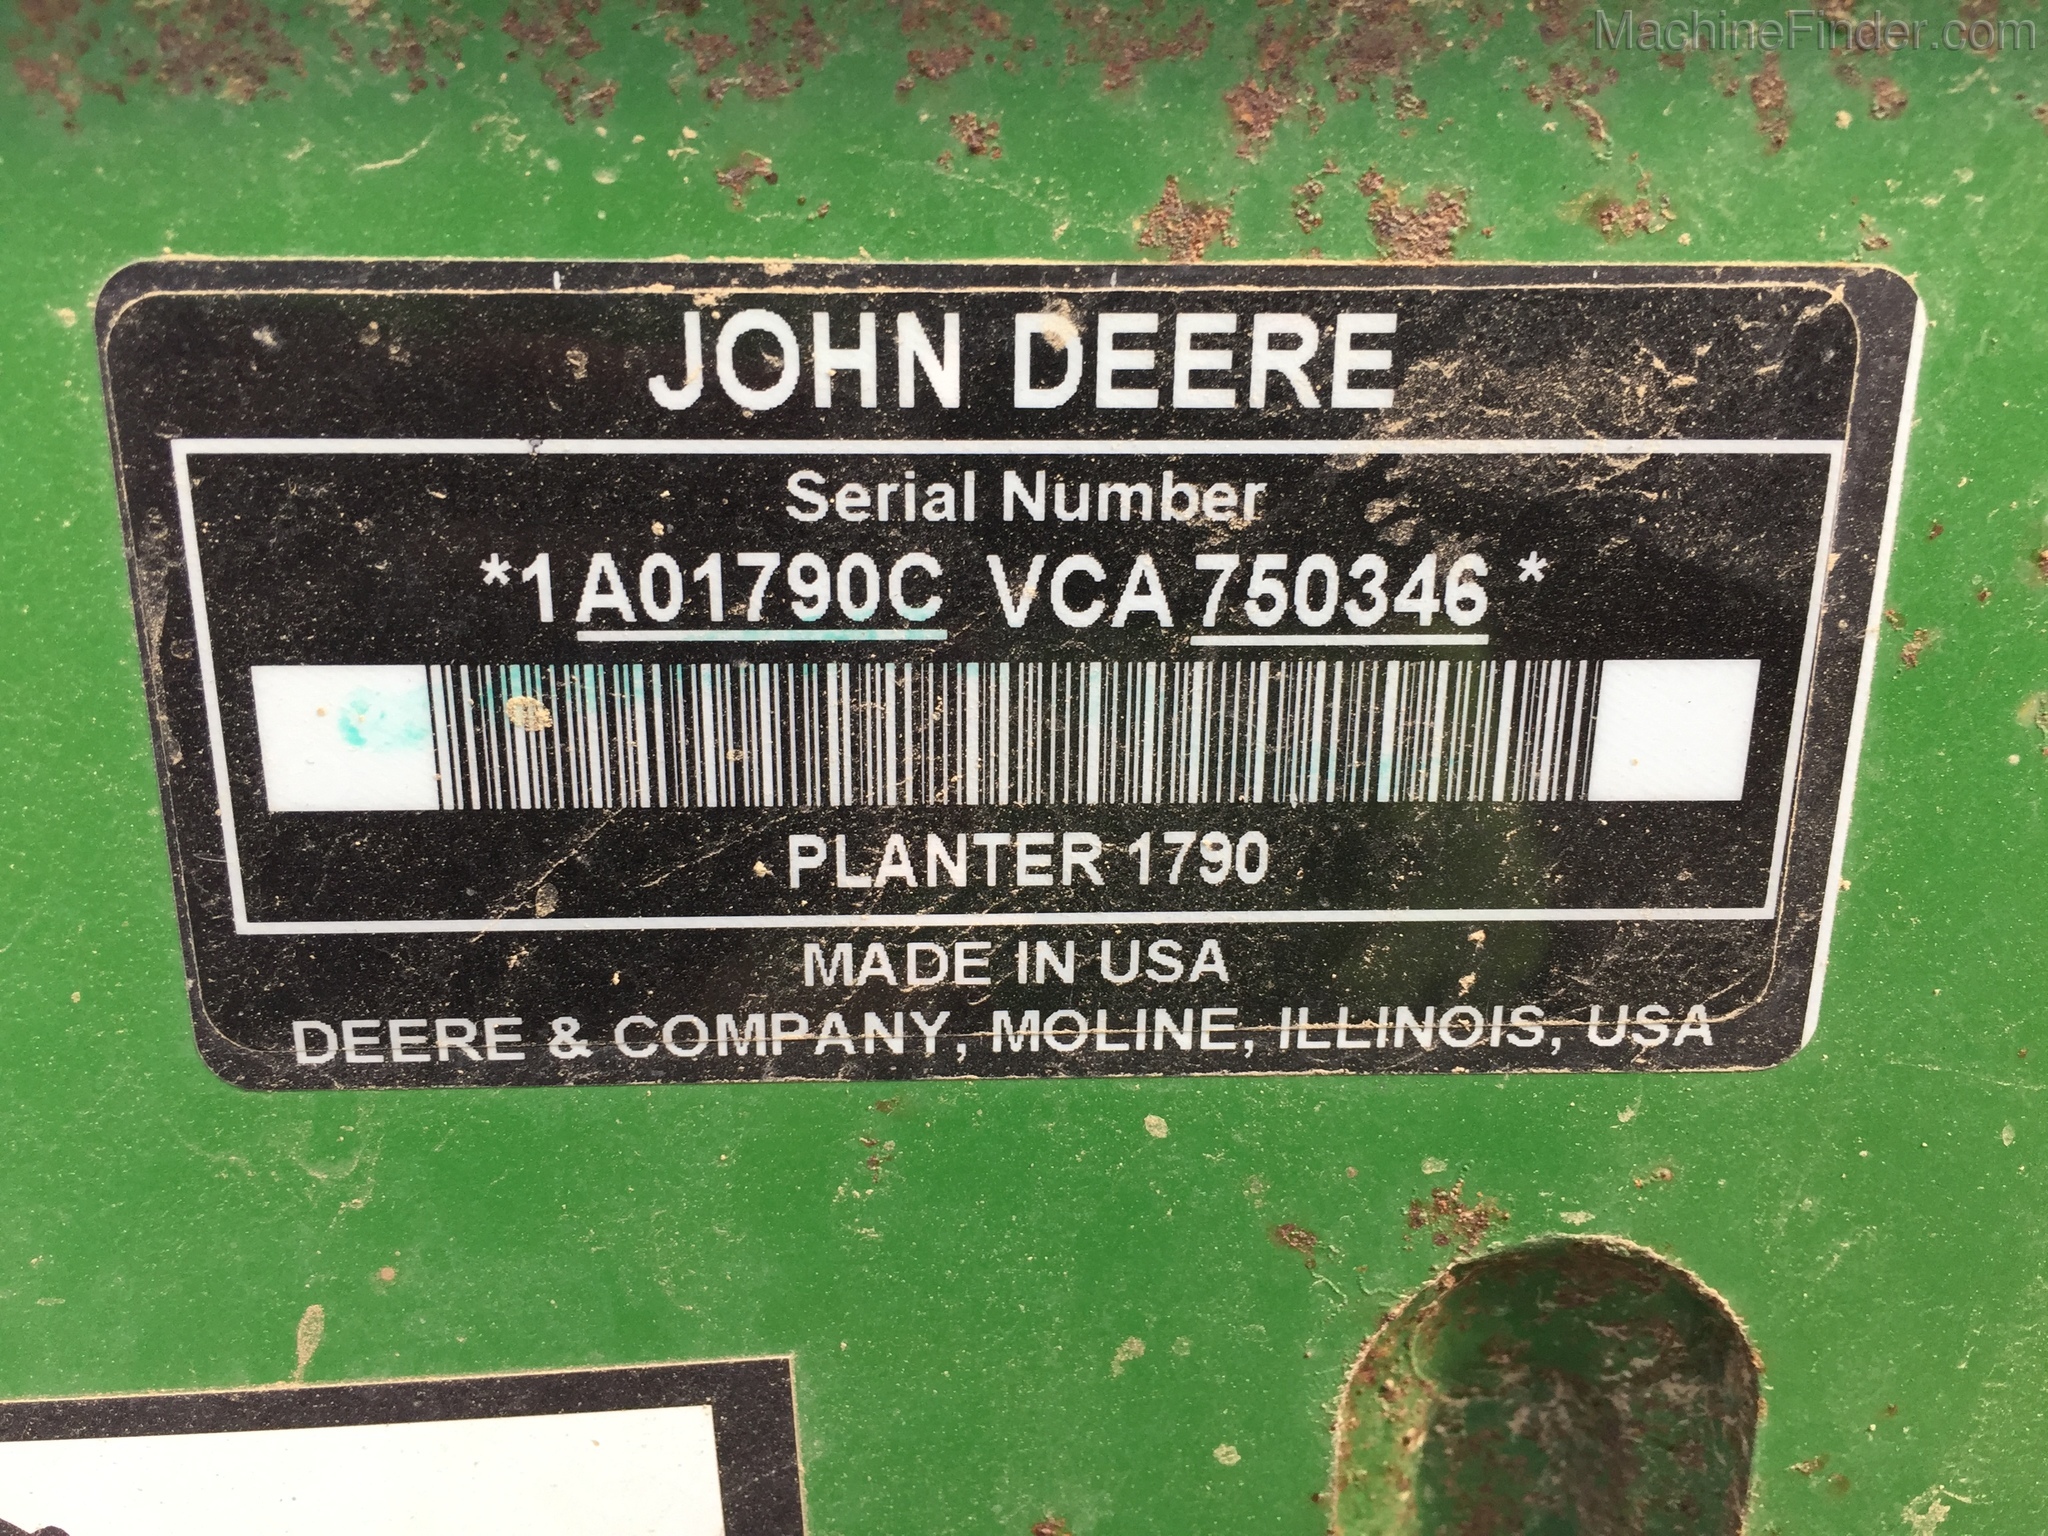 MachineFinder.com
JOHN DEERE
Serial Number
*1A01790C VCA750346*
PLANTER 1790
MADE IN USA
DEERE & COMPANY, MOLINE, ILLINOIS, USA